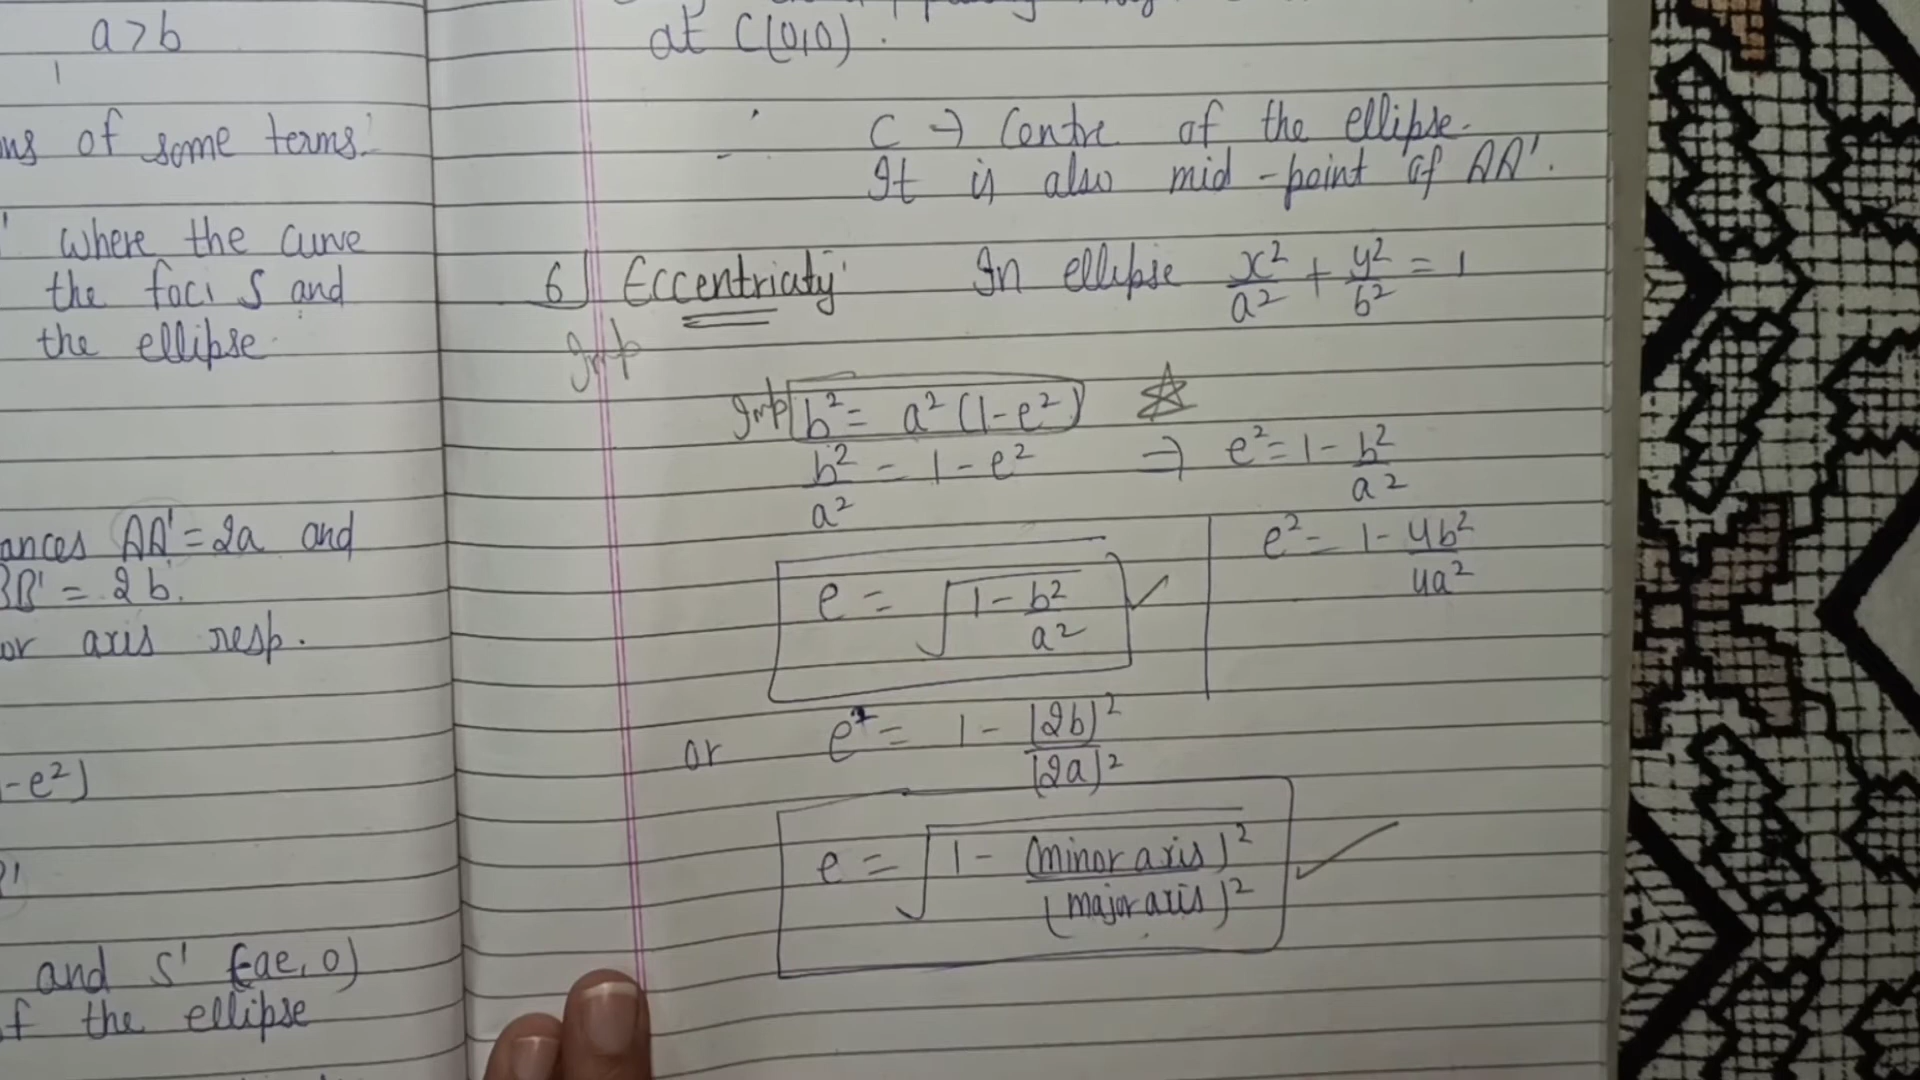 a>b
ns of some terms:
where the curve
the foci S and
the ellipse.
ances AA' = 2a and
BB' = 2b.
or axis resp.
-e²)
and S' (-ae, 0)
f the ellipse
at C(0,0).
C → Centre of the ellipse.
It is also mid-point of AA'.
6) Eccentriaty: In ellipse x²/a² + y²/b² = 1
Imp
Imp b² = a² (1-e²)
b²/a² = 1 - e² → e² = 1 - b²/a²
e² = 1 - 4b²/4a²
e = √(1 - b²/a²)
or e² = 1 - (2b)²/(2a)²
e = √(1 - (minor axis)²/(major axis)²)